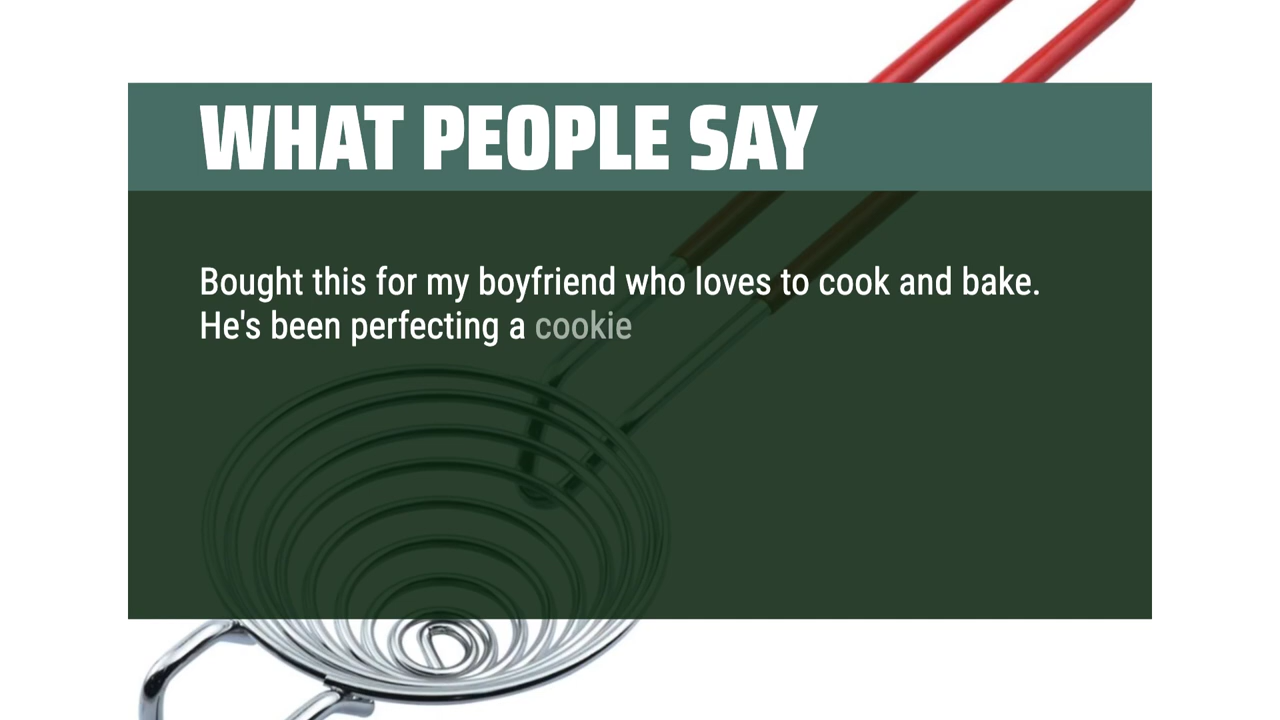 WHAT PEOPLE SAY
Bought this for my boyfriend who loves to cook and bake.
He's been perfecting a cookie